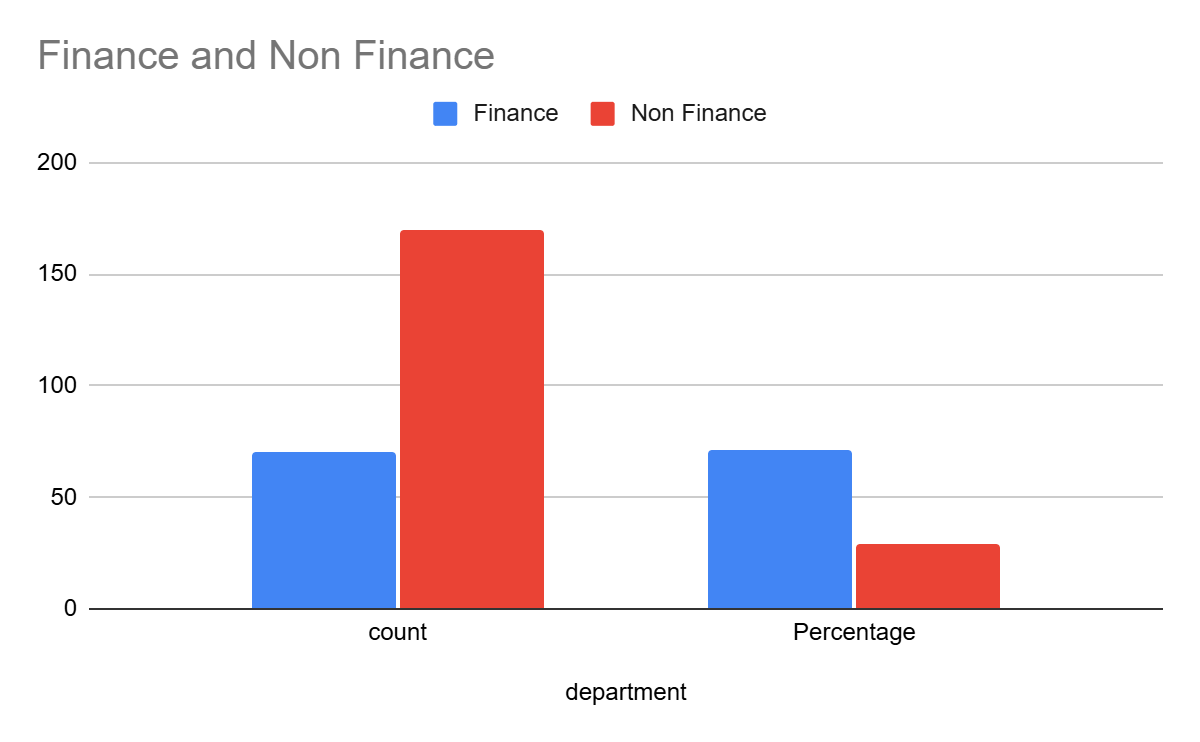 Finance and Non Finance
Finance Non Finance
200
150
100
50
0
count Percentage
department